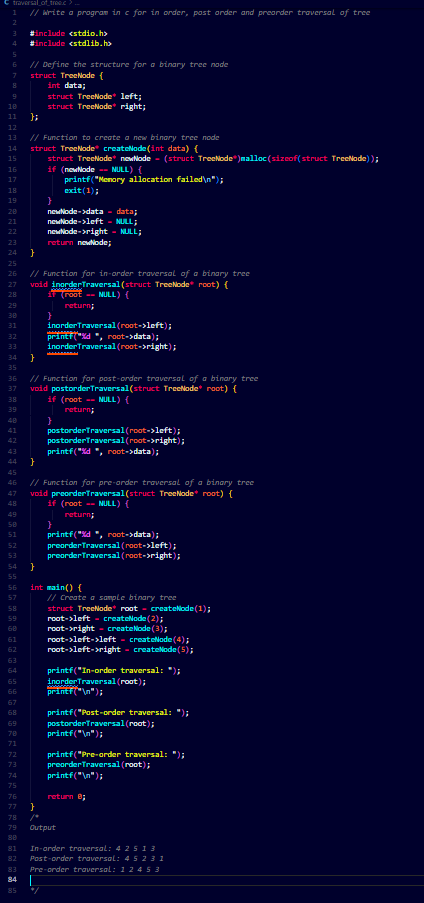 C traversal_of_tree.c > ...
1 // Write a program in c for in order, post order and preorder traversal of tree
2
3 #include <stdio.h>
4 #include <stdlib.h>
5
6 // Define the structure for a binary tree node
7 struct TreeNode {
8     int data;
9     struct TreeNode* left;
10     struct TreeNode* right;
11 };
12
13 // Function to create a new binary tree node
14 struct TreeNode* createNode(int data) {
15     struct TreeNode* newNode = (struct TreeNode*)malloc(sizeof(struct TreeNode));
16     if (newNode == NULL) {
17         printf("Memory allocation failed\n");
18         exit(1);
19     }
20     newNode->data = data;
21     newNode->left = NULL;
22     newNode->right = NULL;
23     return newNode;
24 }
25
26 // Function for in-order traversal of a binary tree
27 void inorderTraversal(struct TreeNode* root) {
28     if (root == NULL) {
29         return;
30     }
31     inorderTraversal(root->left);
32     printf("%d ", root->data);
33     inorderTraversal(root->right);
34 }
35
36 // Function for post-order traversal of a binary tree
37 void postorderTraversal(struct TreeNode* root) {
38     if (root == NULL) {
39         return;
40     }
41     postorderTraversal(root->left);
42     postorderTraversal(root->right);
43     printf("%d ", root->data);
44 }
45
46 // Function for pre-order traversal of a binary tree
47 void preorderTraversal(struct TreeNode* root) {
48     if (root == NULL) {
49         return;
50     }
51     printf("%d ", root->data);
52     preorderTraversal(root->left);
53     preorderTraversal(root->right);
54 }
55
56 int main() {
57     // Create a sample binary tree
58     struct TreeNode* root = createNode(1);
59     root->left = createNode(2);
60     root->right = createNode(3);
61     root->left->left = createNode(4);
62     root->left->right = createNode(5);
63
64     printf("In-order traversal: ");
65     inorderTraversal(root);
66     printf("\n");
67
68     printf("Post-order traversal: ");
69     postorderTraversal(root);
70     printf("\n");
71
72     printf("Pre-order traversal: ");
73     preorderTraversal(root);
74     printf("\n");
75
76     return 0;
77 }
78 /*
79 Output
80
81 In-order traversal: 4 2 5 1 3
82 Post-order traversal: 4 5 2 3 1
83 Pre-order traversal: 1 2 4 5 3
84
85 */